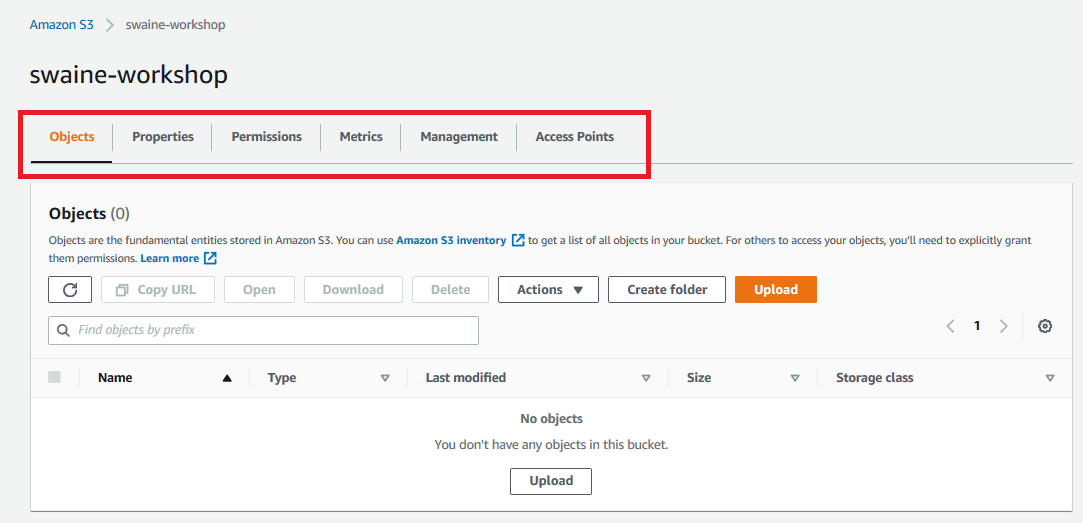 Amazon S3 > swaine-workshop
swaine-workshop
Objects Properties Permissions Metrics Management Access Points
Objects (0)
Objects are the fundamental entities stored in Amazon S3. You can use Amazon S3 inventory to get a list of all objects in your bucket. For others to access your objects, you'll need to explicitly grant
them permissions. Learn more
Copy URL Open Download Delete Actions Create folder Upload
Find objects by prefix 1
Name Type Last modified Size Storage class
No objects
You don't have any objects in this bucket.
Upload